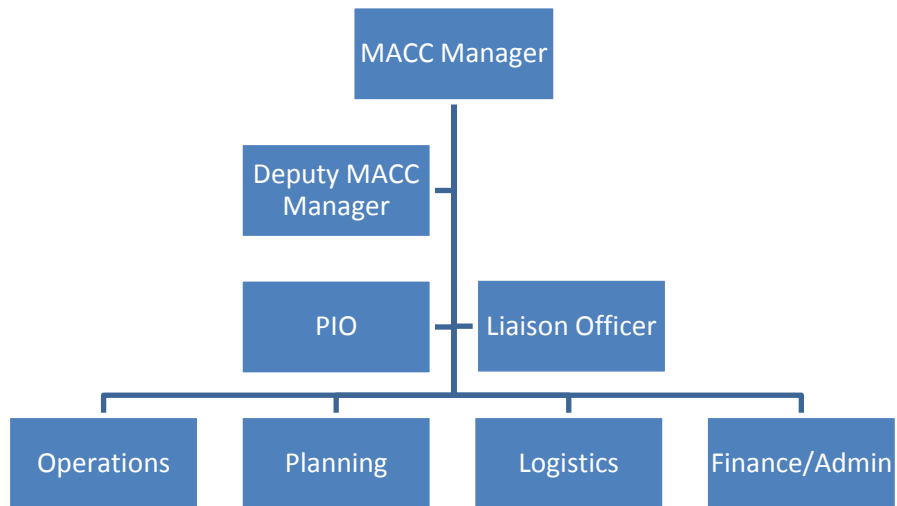 MACC Manager
Deputy MACC
Manager
PIO
Liaison Officer
Operations
Planning
Logistics
Finance/Admin